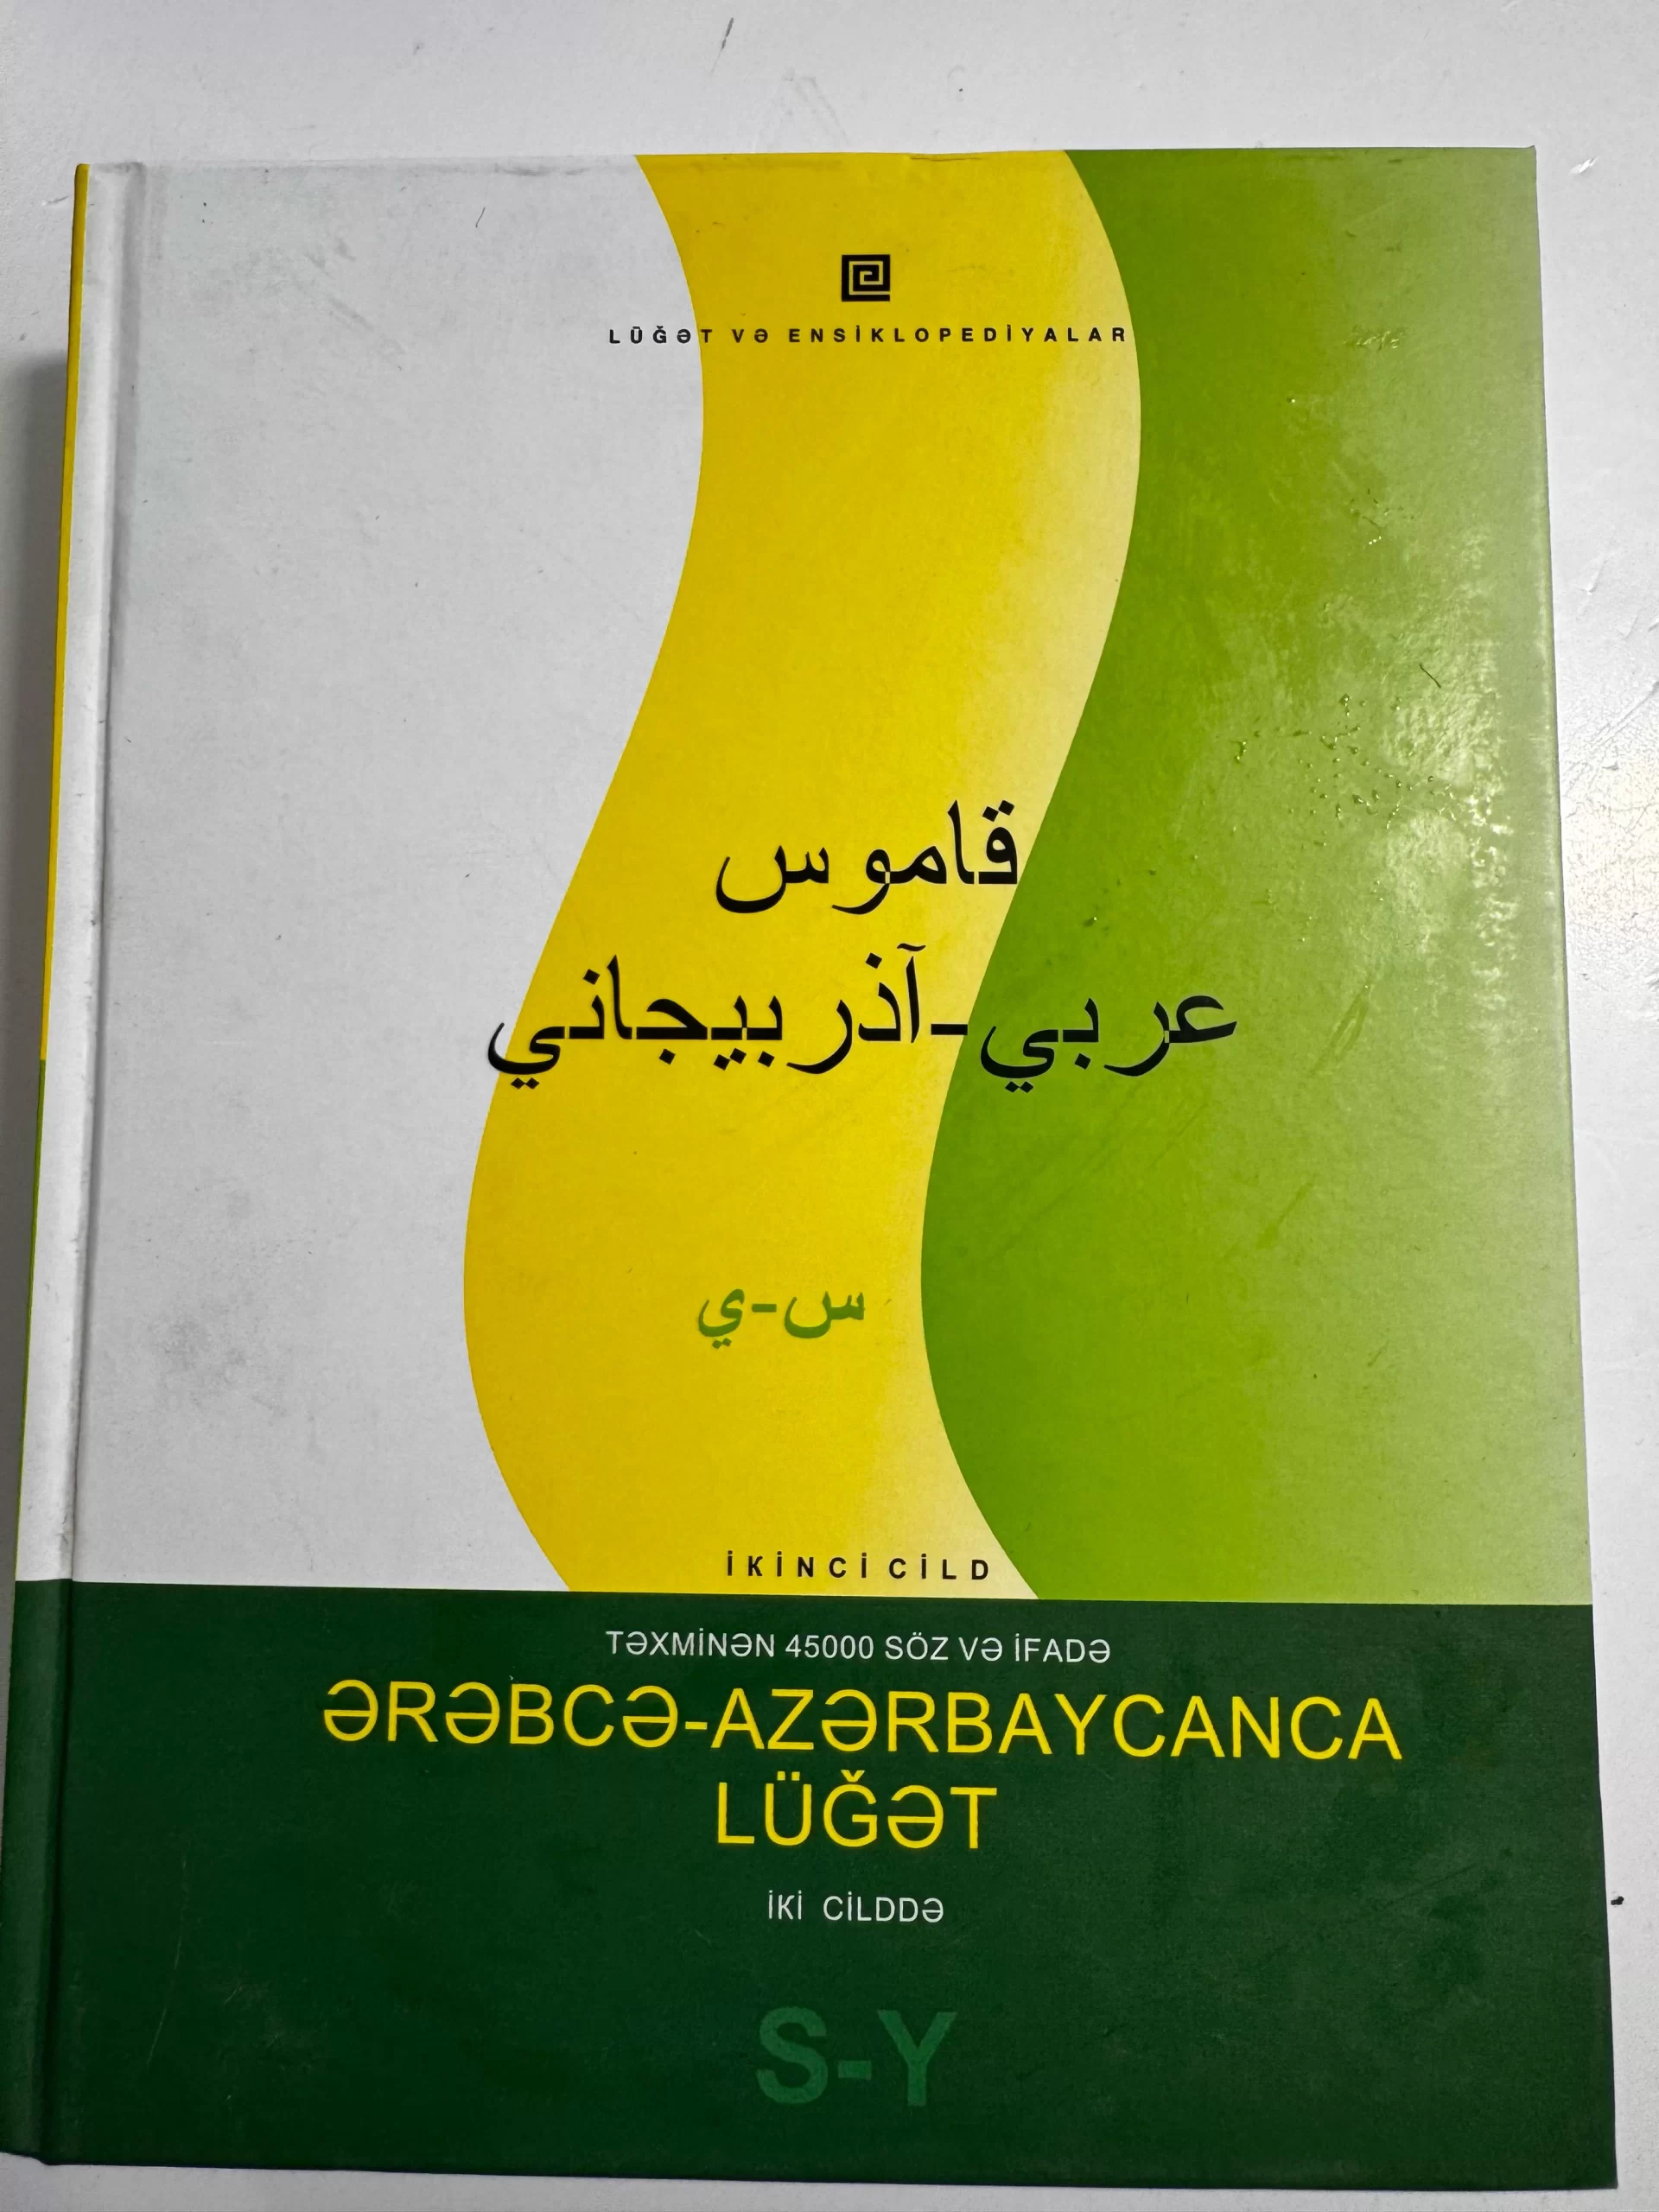 LÜĞƏT VƏ ENSİKLOPEDİYALAR
قاموس
عربي-آذربيجاني
س-ي
İKİNCİ CİLD
TƏXMİNƏN 45000 SÖZ VƏ İFADƏ
ƏRƏBCƏ-AZƏRBAYCANCA
LÜĞƏT
İKİ CİLDDƏ
S-Y